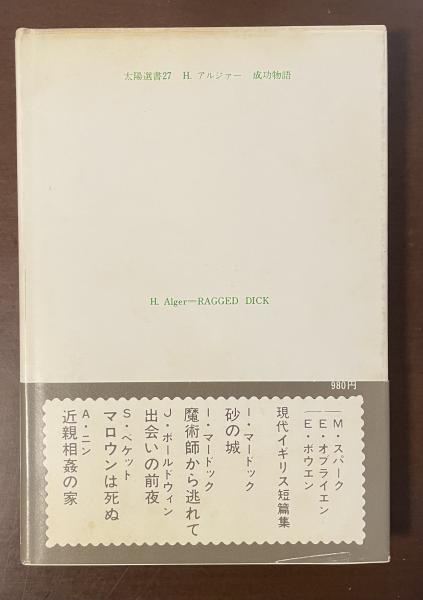 太陽選書27 H. アルジァー 成功物語
H. Alger—RAGGED DICK
980円
—M・スパーク
E・オブライエン
—E・ボウエン
現代イギリス短篇集
I・マードック
砂の城
I・マードック
魔術師から逃れて
J・ボールドウィン
出会いの前夜
S・ベケット
マロウンは死ぬ
A・ニン
近親相姦の家